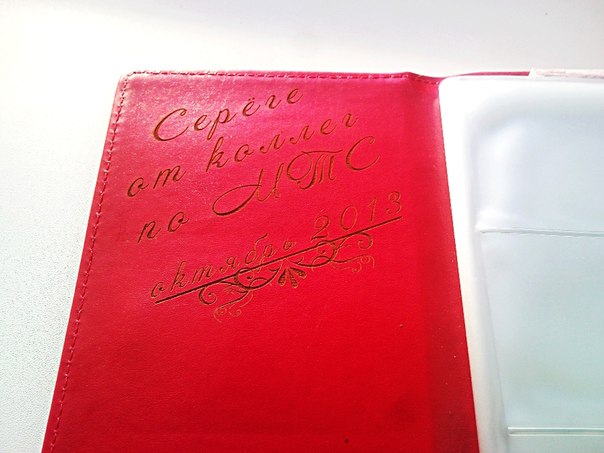 Серёге
от коллег
по МТС
октябрь 2013